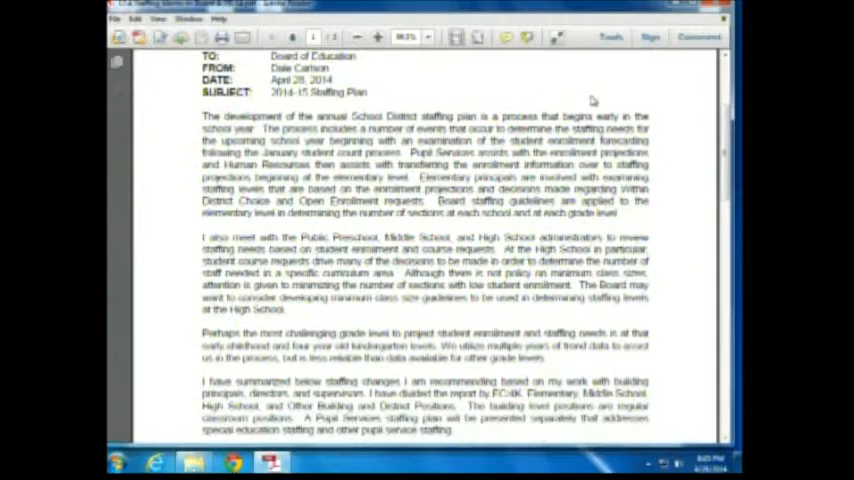 File Edit View Window Help
1
Tools Sign Comment
TO: Board of Education
FROM: Dale Carlson
DATE: April 28, 2014
SUBJECT: 2014-15 Staffing Plan
The development of the annual School District staffing plan is a process that begins early in the
school year. The process includes a number of events that occur to determine the staffing needs for
the upcoming school year beginning with an examination of the student enrollment forecasting
following the January student count process. Pupil Services assists with the enrollment projections
and Human Resources then assists with transferring the enrollment information over to staffing
projections beginning at the elementary level. Elementary principals are involved with examining
staffing levels that are based on the enrollment projections and decisions made regarding Within
District Choice and Open Enrollment requests. Board staffing guidelines are applied to the
elementary level in determining the number of sections at each school and at each grade level.
I also meet with the Public Preschool, Middle School, and High School administrators to review
staffing needs based on student enrollment and course requests. At the High School in particular,
student course requests drive many of the decisions to be made in order to determine the number of
staff needed in a specific curriculum area. Although there is not policy on minimum class sizes,
attention is given to minimizing the number of sections with low student enrollment. The Board may
want to consider developing minimum class size guidelines to be used in determining staffing levels
at the High School.
Perhaps the most challenging grade level to project student enrollment and staffing needs is at that
early childhood and four year old kindergarten levels. We utilize multiple years of trend data to assist
us in the process, but is less reliable than data available for other grade levels.
I have summarized below staffing changes I am recommending based on my work with building
principals, directors, and supervisors. I have divided the report by EC/4K, Elementary, Middle School,
High School, and Other Building and District Positions. The building level positions are regular
classroom positions. A Pupil Services staffing plan will be presented separately that addresses
special education staffing and other pupil service staffing.